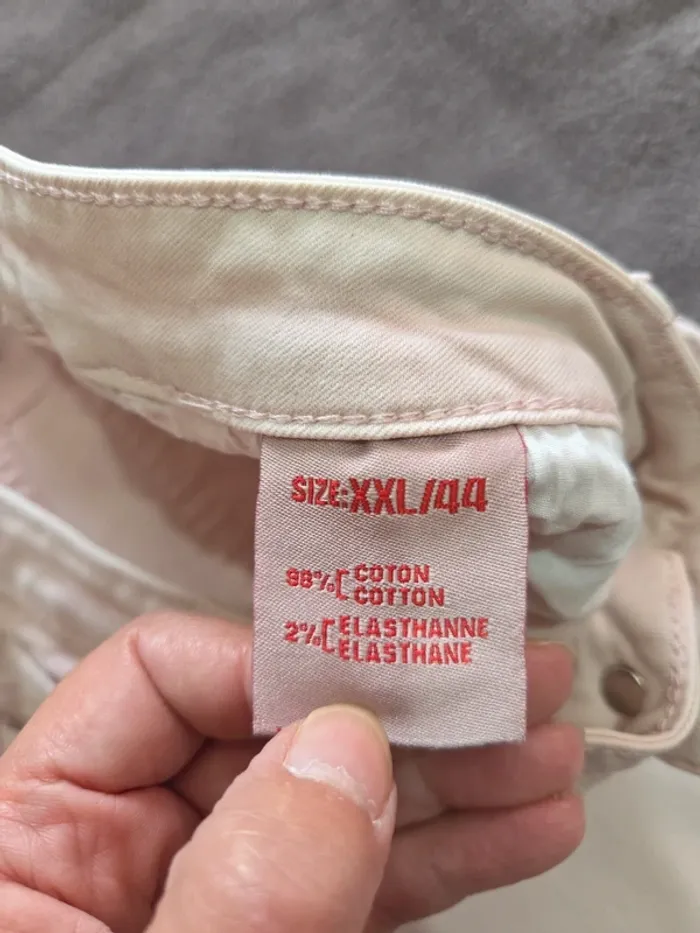 SIZE:XXL/44
98%[COTON
COTTON
2%[ELASTHANNE
ELASTHANE